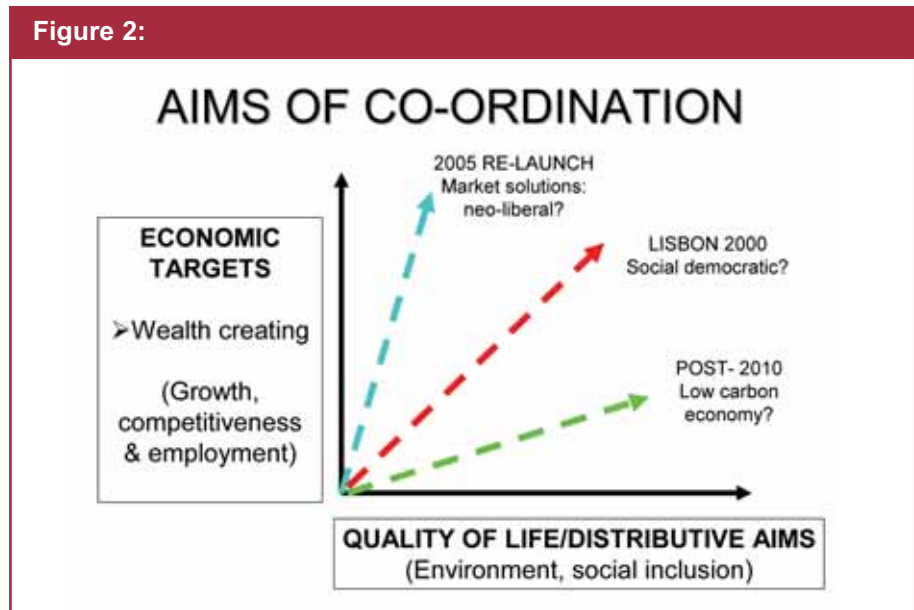 Figure 2:
AIMS OF CO-ORDINATION
2005 RE-LAUNCH
Market solutions:
neo-liberal?
ECONOMIC
TARGETS
➢Wealth creating
(Growth,
competitiveness
& employment)
LISBON 2000
Social democratic?
POST- 2010
Low carbon
economy?
QUALITY OF LIFE/DISTRIBUTIVE AIMS
(Environment, social inclusion)